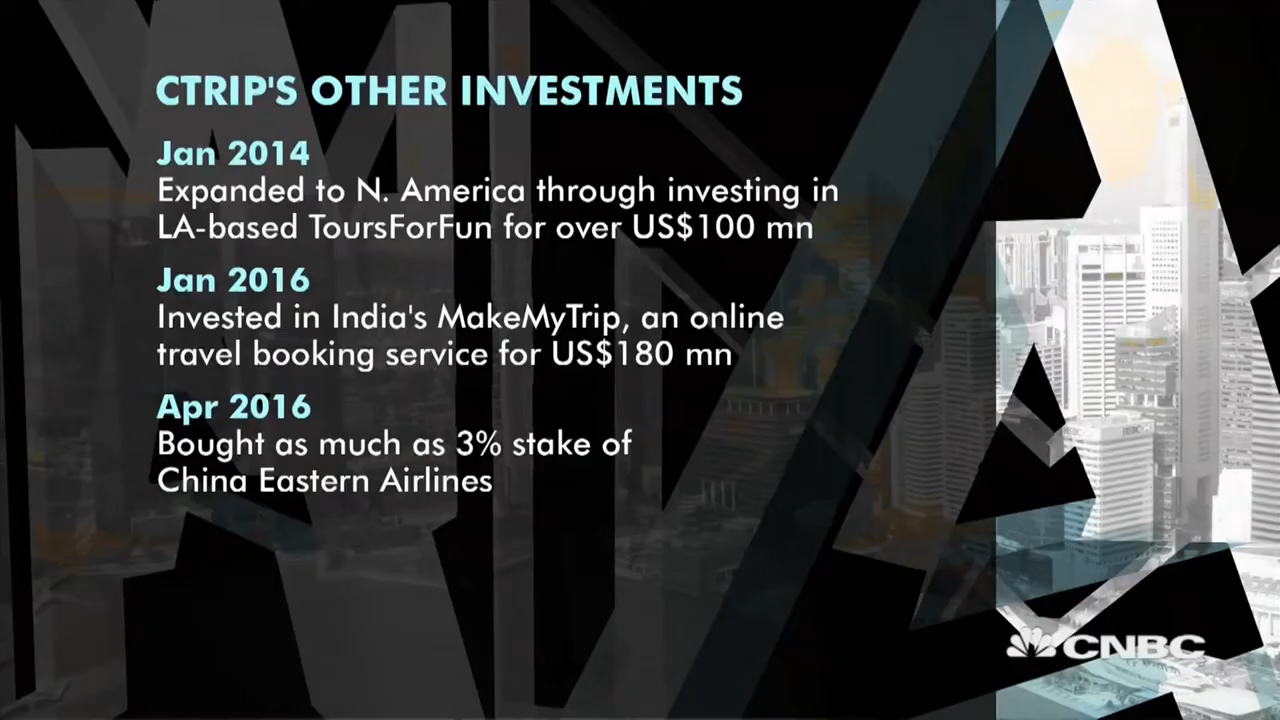 CTRIP'S OTHER INVESTMENTS
Jan 2014
Expanded to N. America through investing in
LA-based ToursForFun for over US$100 mn
Jan 2016
Invested in India's MakeMyTrip, an online
travel booking service for US$180 mn
Apr 2016
Bought as much as 3% stake of
China Eastern Airlines
CNBC